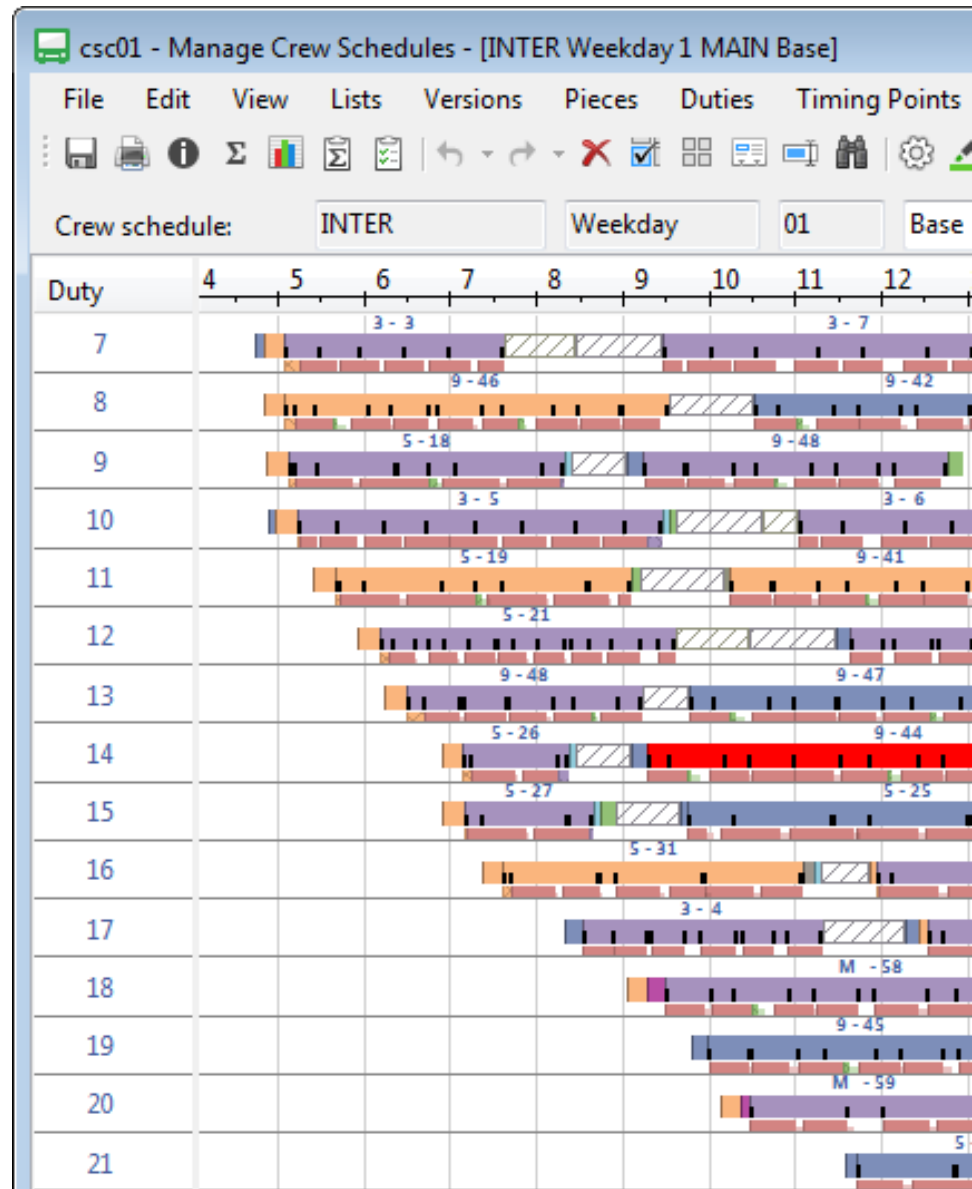 csc01 - Manage Crew Schedules - [INTER Weekday 1 MAIN Base]
File Edit View Lists Versions Pieces Duties Timing Points
Crew schedule: INTER Weekday 01 Base
Duty 4 5 6 7 8 9 10 11 12
3 - 3 3 - 7
7
9 - 46 9 - 42
8
5 - 18 9 - 48
9
3 - 5 3 - 6
10
5 - 19 9 - 41
11
5 - 21
12
9 - 48 9 - 47
13
5 - 26 9 - 44
14
5 - 27 5 - 25
15
5 - 31
16
3 - 4
17
M - 58
18
9 - 45
19
M - 59
20
5 -
21